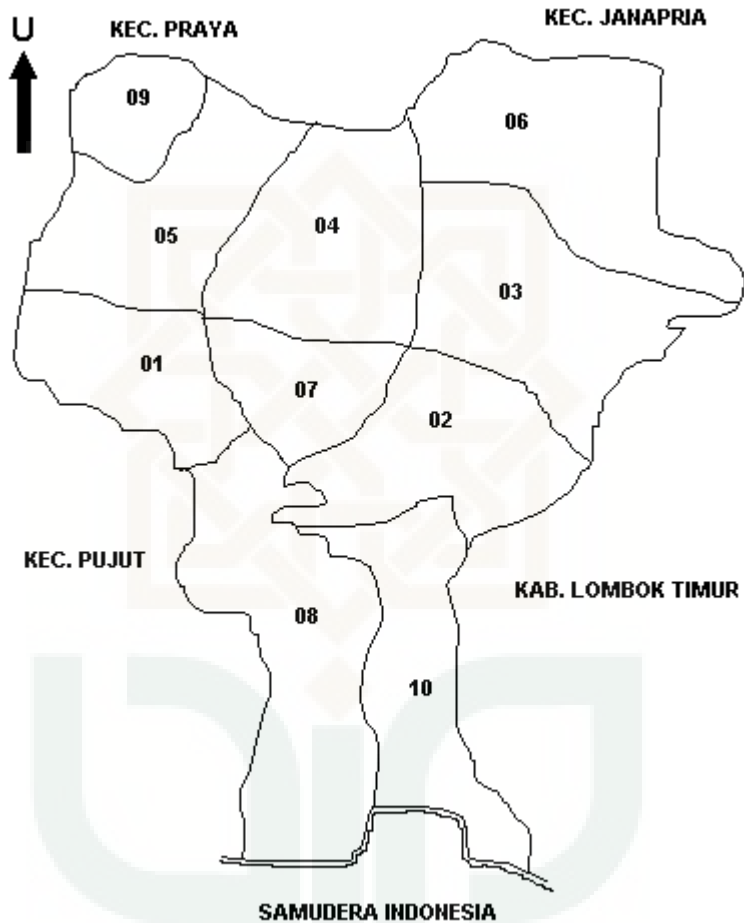 KEC. JANAPRIA
U
KEC. PRAYA
09
06
05
04
03
01
07
02
KEC. PUJUT
KAB. LOMBOK TIMUR
08
10
SAMUDERA INDONESIA